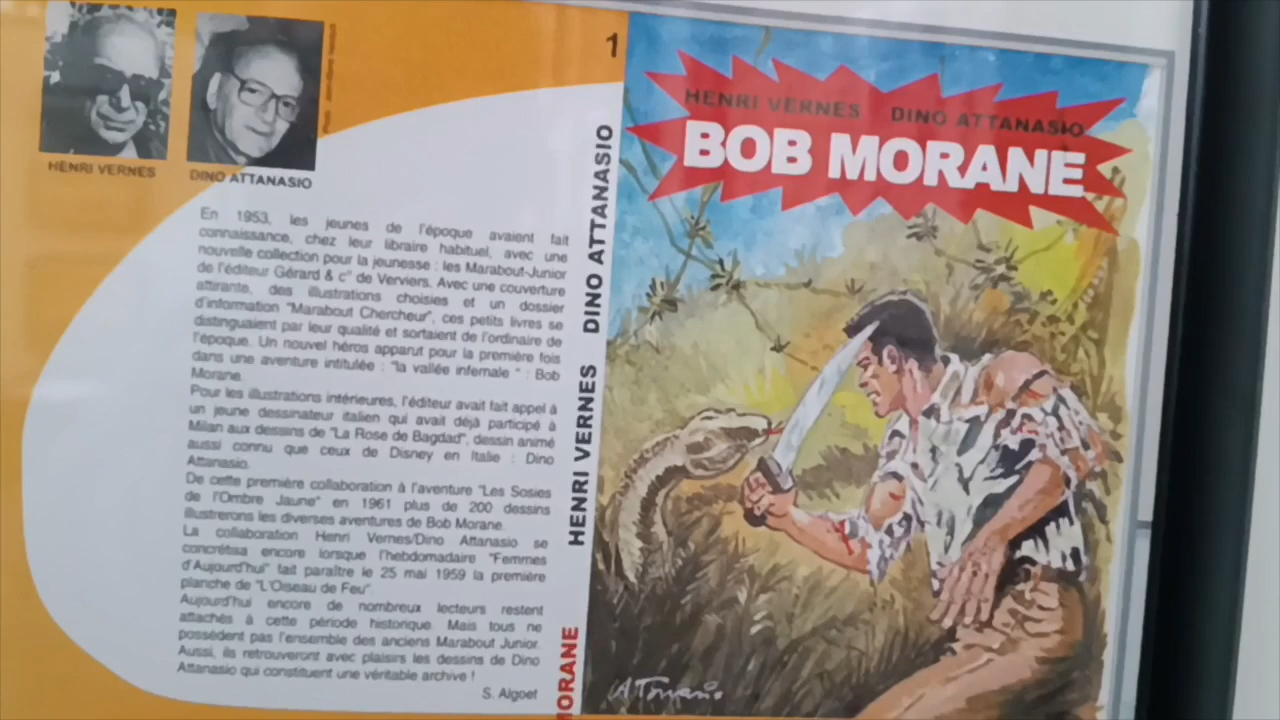 HENRI VERNES
DINO ATTANASIO
En 1953, les jeunes de l'époque avaient fait
connaissance, chez leur libraire habituel, avec une
nouvelle collection pour la jeunesse : les Marabout-Junior
de l'éditeur Gérard & c° de Verviers. Avec une couverture
attirante, des illustrations choisies et un dossier
d'information "Marabout Chercheur", ces petits livres se
distinguaient par leur qualité et sortaient de l'ordinaire de
l'époque. Un nouvel héros apparut pour la première fois
dans une aventure intitulée : "la vallée infernale " : Bob
Morane.
Pour les illustrations intérieures, l'éditeur avait fait appel à
un jeune dessinateur italien qui avait déjà participé à
Milan aux dessins de "La Rose de Bagdad", dessin animé
aussi connu que ceux de Disney en Italie : Dino
Attanasio.
De cette première collaboration à l'aventure "Les Sosies
de l'Ombre Jaune" en 1961 plus de 200 dessins
illustrerons les diverses aventures de Bob Morane.
La collaboration Henri Vernes/Dino Attanasio se
concrétisa encore lorsque l'hebdomadaire "Femmes
d'Aujourd'hui" fait paraître le 25 mai 1959 la première
planche de "L'Oiseau de Feu".
Aujourd'hui encore de nombreux lecteurs restent
attachés à cette période historique. Mais tous ne
possèdent pas l'ensemble des anciens Marabout Junior.
Aussi, ils retrouveront avec plaisirs les dessins de Dino
Attanasio qui constituent une véritable archive !
S. Algoet
1
MORANE HENRI VERNES DINO ATTANASIO
HENRI VERNES DINO ATTANASIO
BOB MORANE